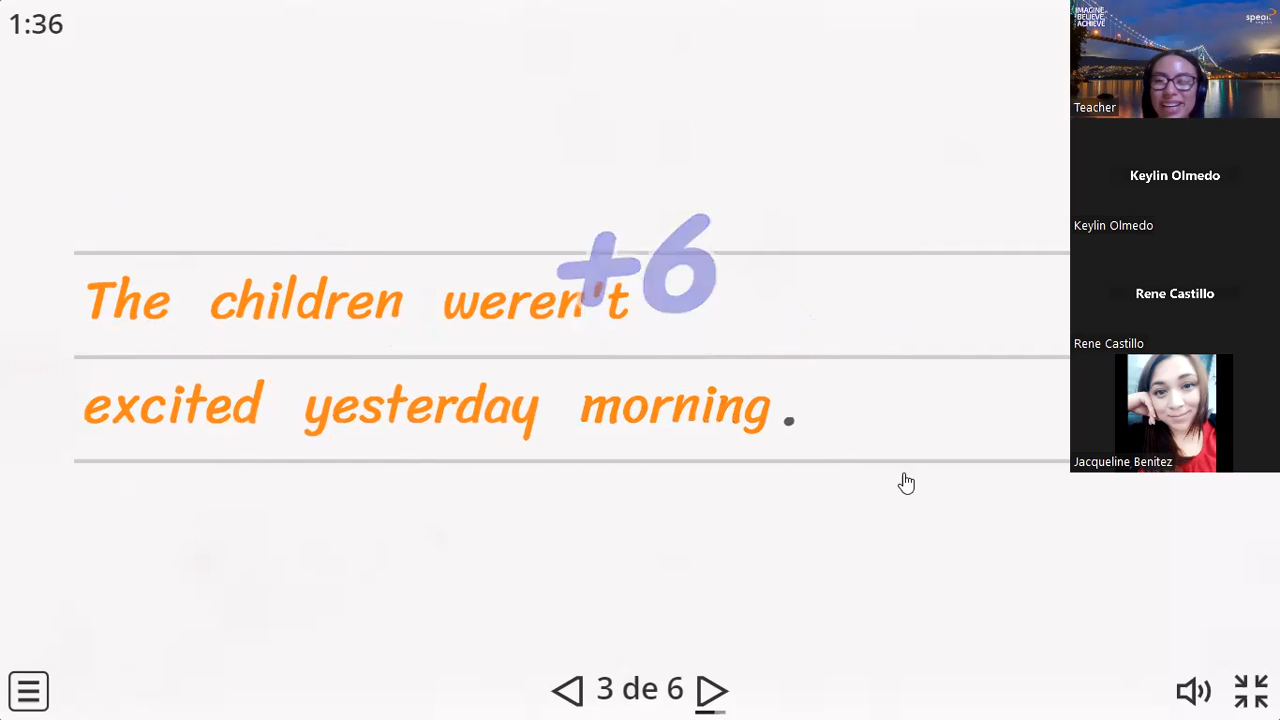 1:36
IMAGINE
BELIEVE
ACHIEVE
speak
Teacher
Keylin Olmedo
Keylin Olmedo
+6
The children weren't
Rene Castillo
Rene Castillo
excited yesterday morning.
Jacqueline Benitez
3 de 6